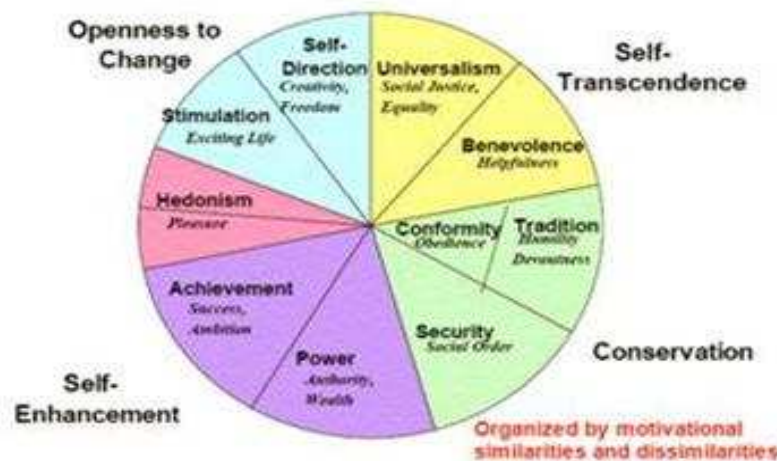 Openness to
Change
Self-
Direction
Creativity,
Freedom
Universalism
Social Justice,
Equality
Self-
Transcendence
Stimulation
Exciting Life
Benevolence
Helpfulness
Hedonism
Pleasure
Conformity
Obedience
Tradition
Humility
Devoutness
Achievement
Success,
Ambition
Security
Social Order
Power
Authority,
Wealth
Conservation
Self-
Enhancement
Organized by motivational
similarities and dissimilarities